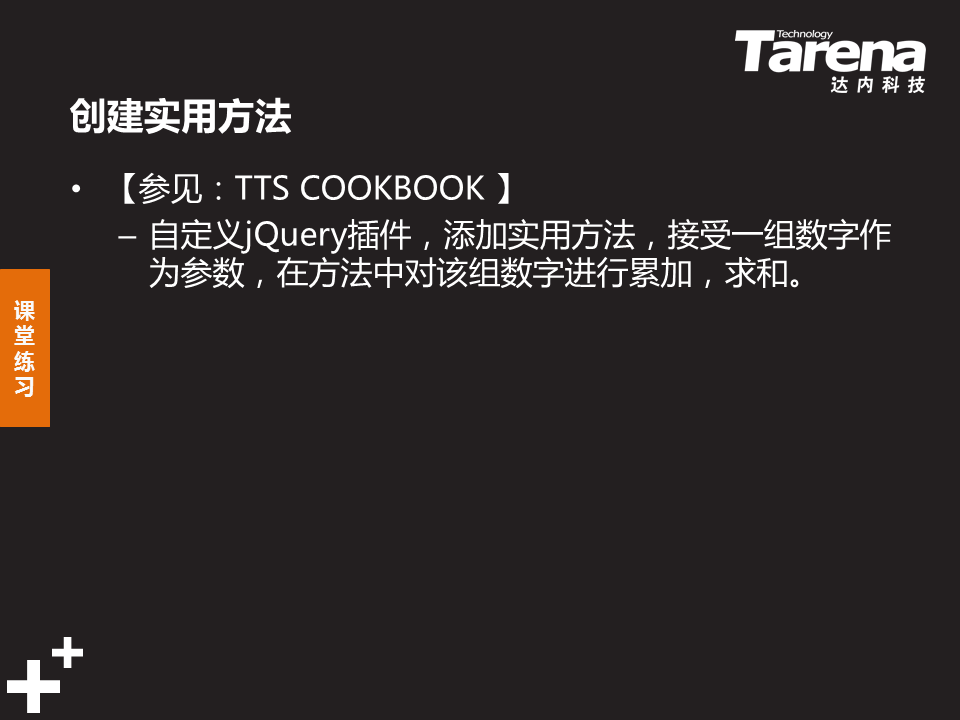 Technology
Tarena
达内科技
创建实用方法
• 【参见：TTS COOKBOOK 】
– 自定义jQuery插件，添加实用方法，接受一组数字作
为参数，在方法中对该组数字进行累加，求和。
课
堂
练
习